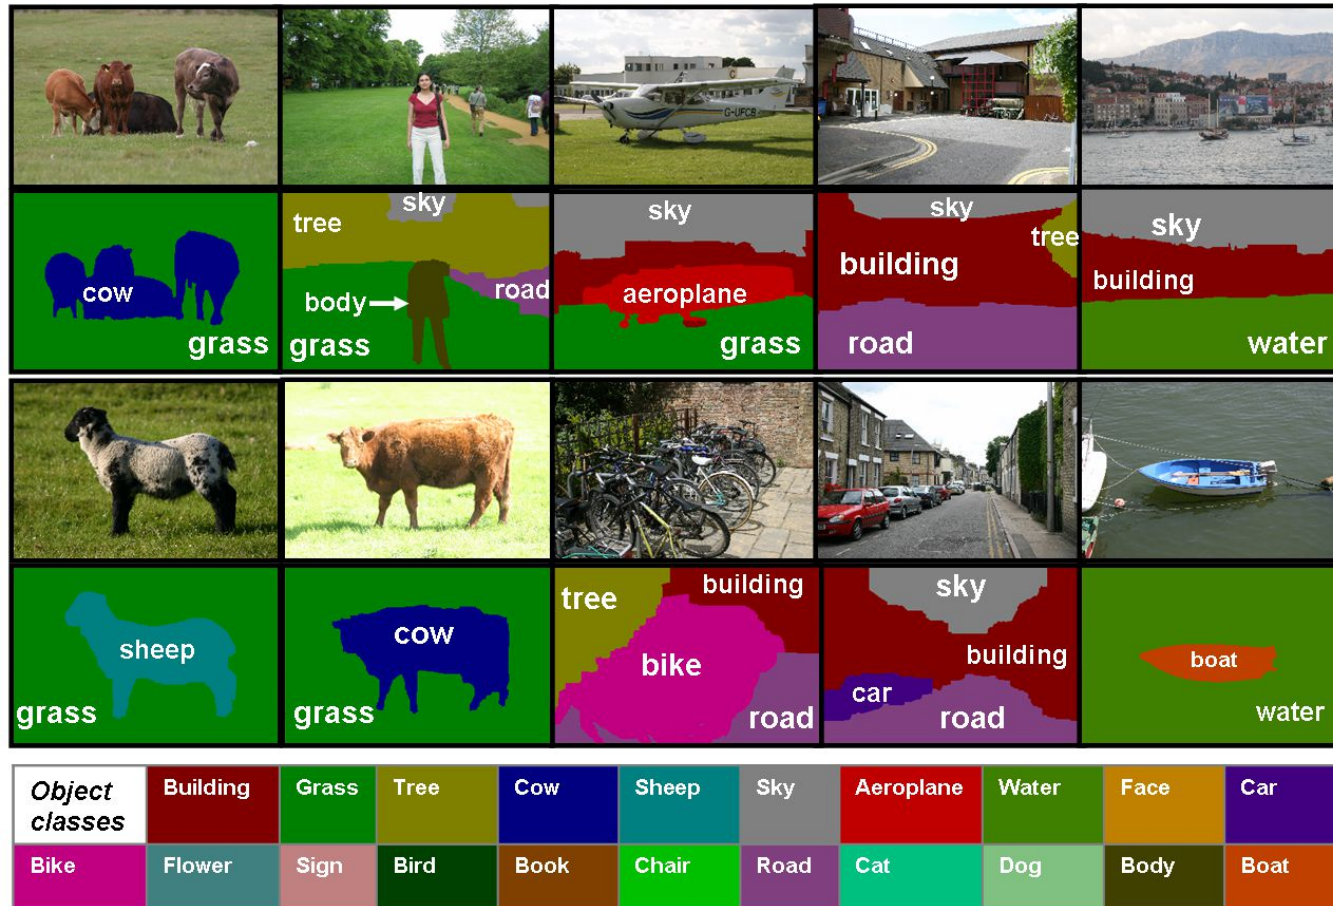 G-UFCB
cow
grass
sky
tree
body
road
grass
sky
aeroplane
grass
sky
tree
building
road
sky
building
water
sheep
grass
cow
grass
building
tree
bike
road
sky
building
car
road
boat
water
Object classes
Building
Grass
Tree
Cow
Sheep
Sky
Aeroplane
Water
Face
Car
Bike
Flower
Sign
Bird
Book
Chair
Road
Cat
Dog
Body
Boat